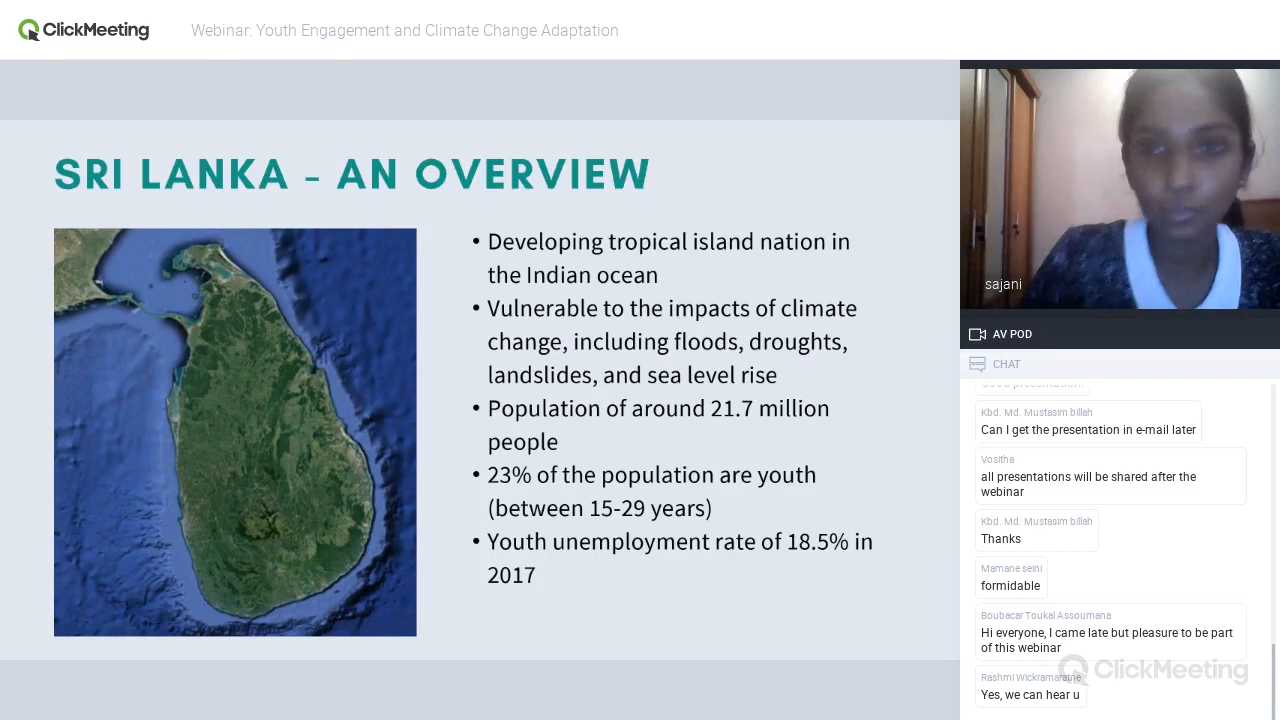 ClickMeeting
Webinar: Youth Engagement and Climate Change Adaptation
SRI LANKA - AN OVERVIEW
• Developing tropical island nation in
the Indian ocean
• Vulnerable to the impacts of climate
change, including floods, droughts,
landslides, and sea level rise
• Population of around 21.7 million
people
• 23% of the population are youth
(between 15-29 years)
• Youth unemployment rate of 18.5% in
2017
sajani
AV POD
CHAT
Good presentation!
Kbd. Md. Mustasim billah
Can I get the presentation in e-mail later
Vositha
all presentations will be shared after the
webinar
Kbd. Md. Mustasim billah
Thanks
Mamane seini
formidable
Boubacar Toukal Assoumana
Hi everyone, I came late but pleasure to be part
of this webinar
Rashmi Wickramaratne
Yes, we can hear u
ClickMeeting